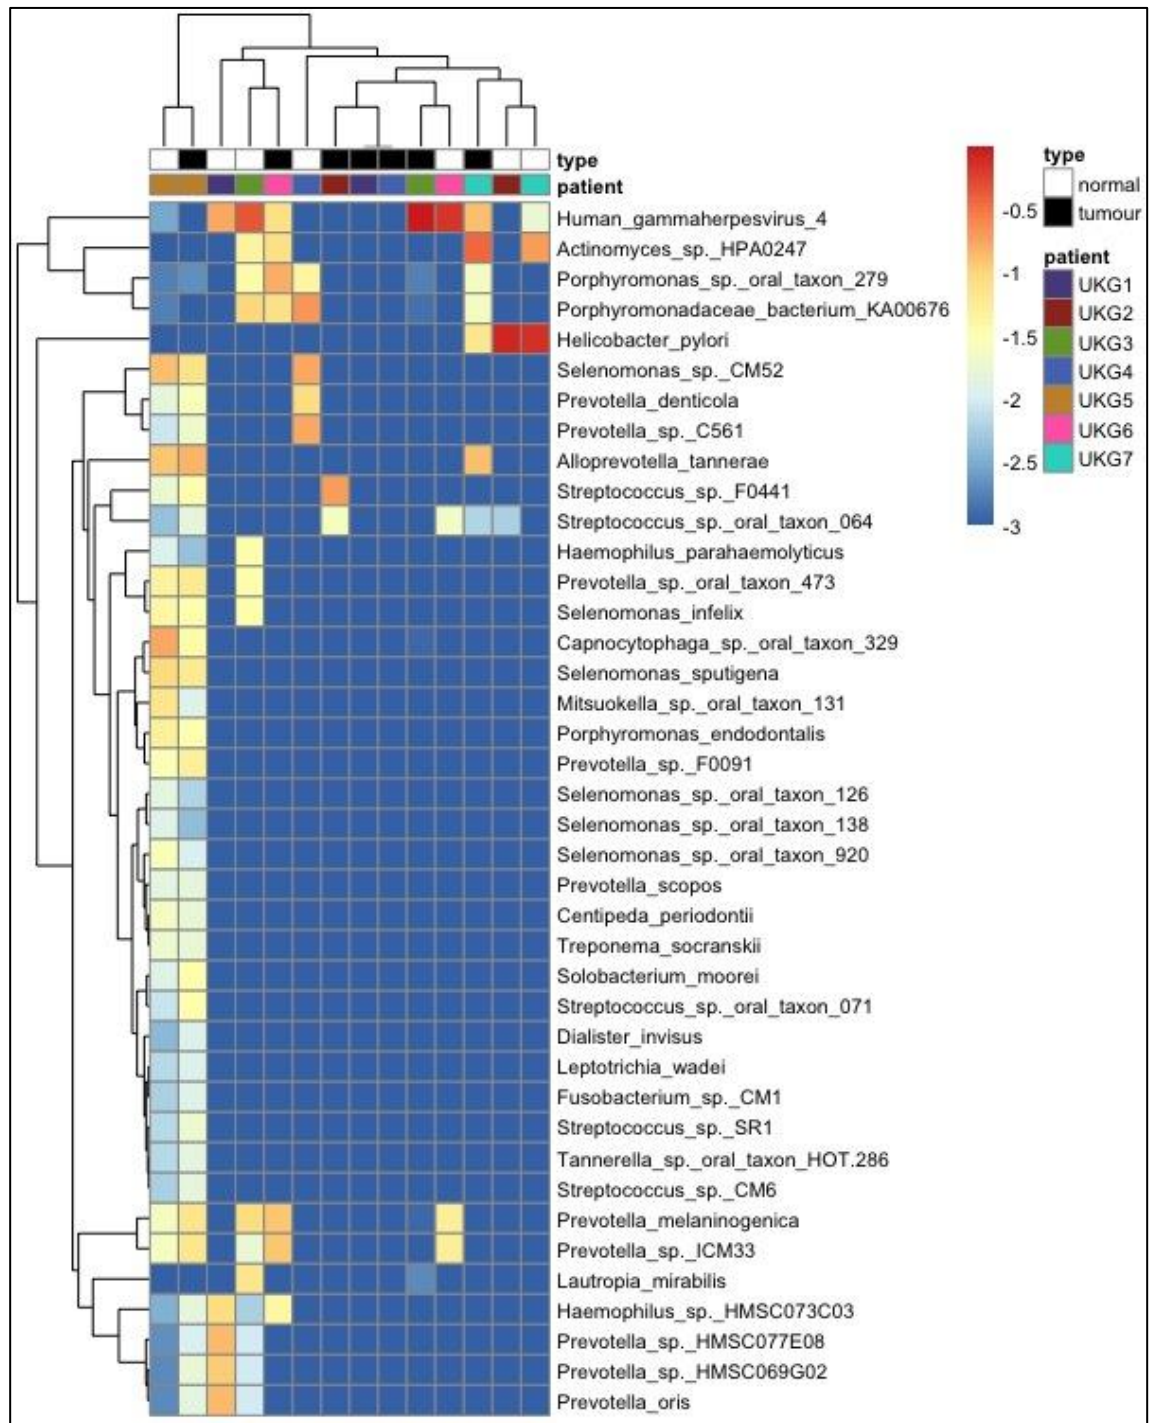 type
patient
Human_gammaherpesvirus_4
Actinomyces_sp._HPA0247
Porphyromonas_sp._oral_taxon_279
Porphyromonadaceae_bacterium_KA00676
Helicobacter_pylori
Selenomonas_sp._CM52
Prevotella_denticola
Prevotella_sp._C561
Alloprevotella_tannerae
Streptococcus_sp._F0441
Streptococcus_sp._oral_taxon_064
Haemophilus_parahaemolyticus
Prevotella_sp._oral_taxon_473
Selenomonas_infelix
Capnocytophaga_sp._oral_taxon_329
Selenomonas_sputigena
Mitsuokella_sp._oral_taxon_131
Porphyromonas_endodontalis
Prevotella_sp._F0091
Selenomonas_sp._oral_taxon_126
Selenomonas_sp._oral_taxon_138
Selenomonas_sp._oral_taxon_920
Prevotella_scopos
Centipeda_periodontii
Treponema_socranskii
Solobacterium_moorei
Streptococcus_sp._oral_taxon_071
Dialister_invisus
Leptotrichia_wadei
Fusobacterium_sp._CM1
Streptococcus_sp._SR1
Tannerella_sp._oral_taxon_HOT.286
Streptococcus_sp._CM6
Prevotella_melaninogenica
Prevotella_sp._ICM33
Lautropia_mirabilis
Haemophilus_sp._HMSC073C03
Prevotella_sp._HMSC077E08
Prevotella_sp._HMSC069G02
Prevotella_oris
-0.5
-1
-1.5
-2
-2.5
-3
type
normal
tumour
patient
UKG1
UKG2
UKG3
UKG4
UKG5
UKG6
UKG7